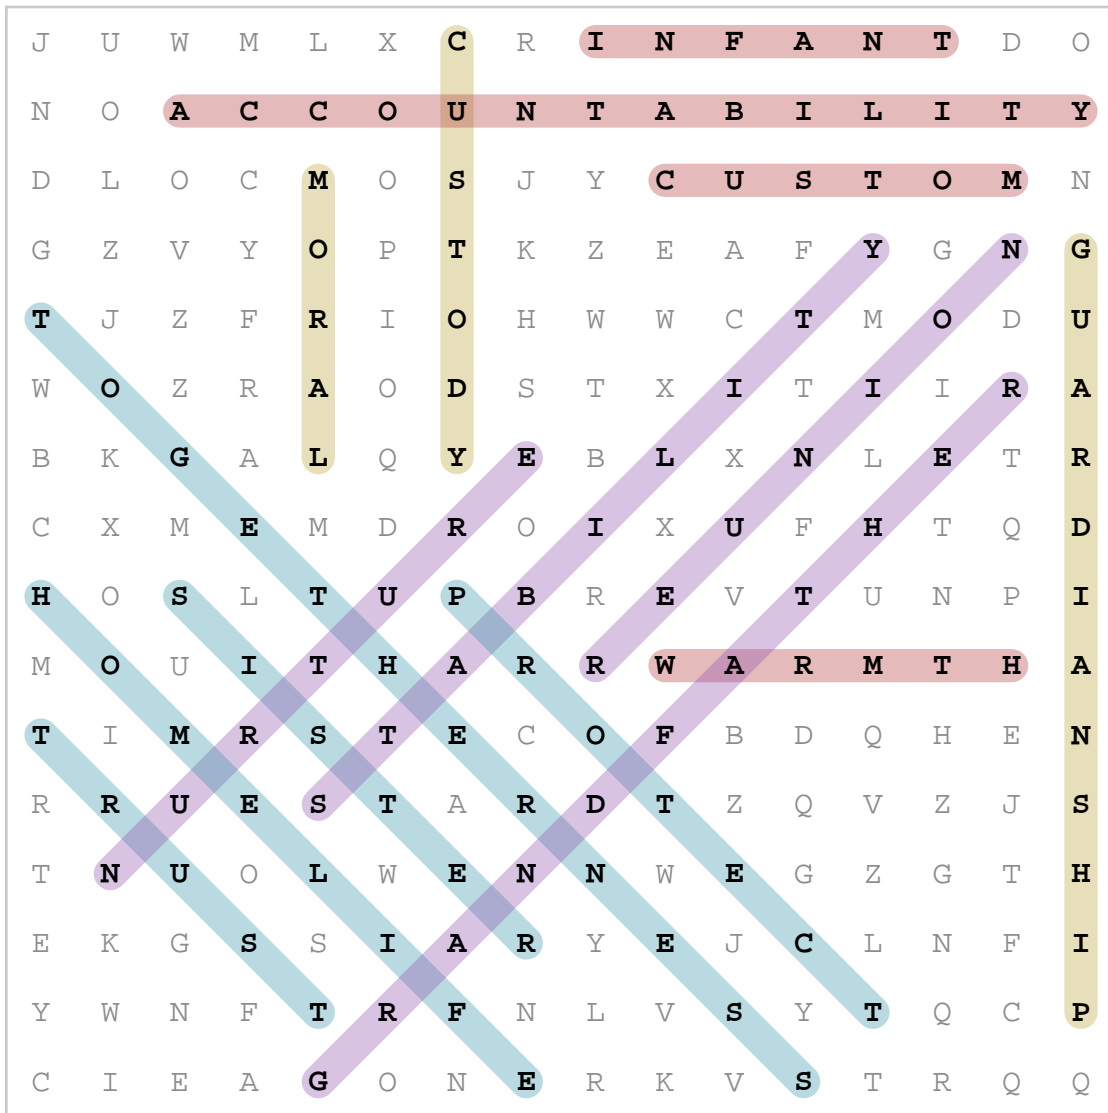 J U W M L X C R I N F A N T D O
N O A C C O U N T A B I L I T Y
D L O C M O S J Y C U S T O M N
G Z V Y O P T K Z E A F Y G N G
T J Z F R I O H W W C T M O D U
W O Z R A O D S T X I T I I R A
B K G A L Q Y E B L X N L E T R
C X M E M D R O I X U F H T Q D
H O S L T U P B R E V T U N P I
M O U I T H A R R W A R M T H A
T I M R S T E C O F B D Q H E N
R R U E S T A R D T Z Q V Z J S
T N U O L W E N N W E G Z G T H
E K G S S I A R Y E J C L N F I
Y W N F T R F N L V S Y T Q C P
C I E A G O N E R K V S T R Q Q